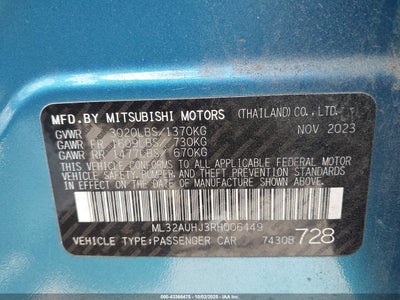 MFD.BY MITSUBISHI MOTORS (THAILAND) CO.,LTD.
GVWR 3020LBS/1370KG NOV 2023
GAWR FR 1609LBS/ 730KG
GAWR RR 1477LBS/ 670KG
THIS VEHICLE CONFORMS TO ALL APPLICABLE FEDERAL MOTOR
VEHICLE SAFETY, BUMPER AND THEFT PREVENTION STANDARDS
IN EFFECT ON THE DATE OF MANUFACTURE SHOWN ABOVE.
ML32AUHJ3RH006449
VEHICLE TYPE:PASSENGER CAR 7430B 728